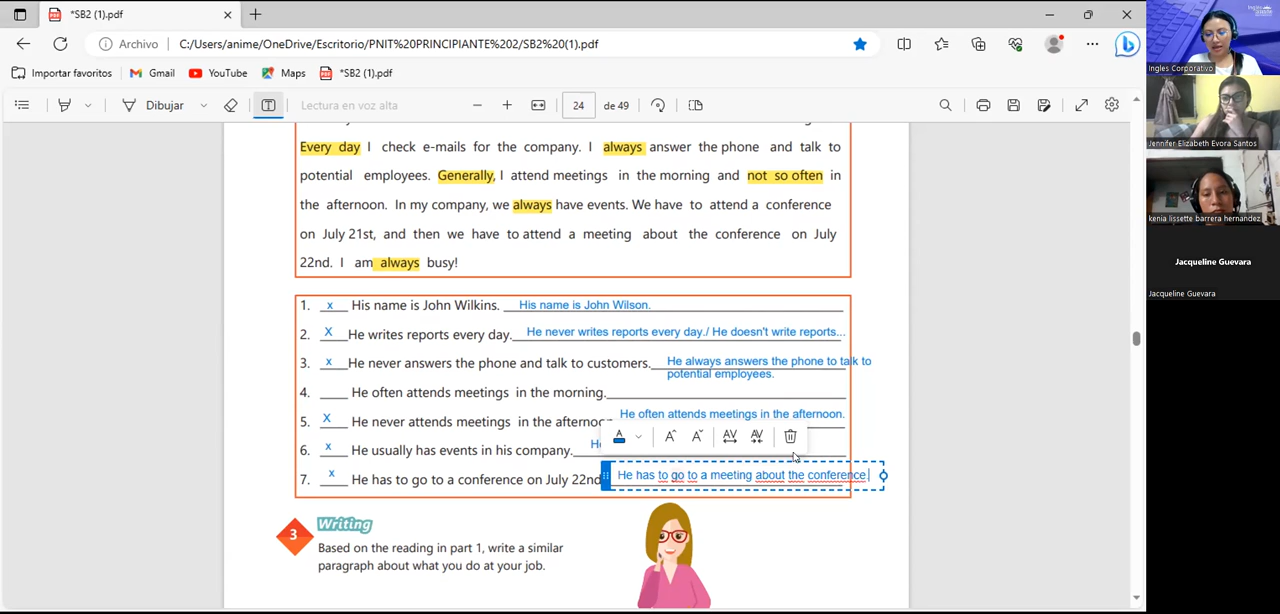 *SB2 (1).pdf
Archivo C:/Users/anime/OneDrive/Escritorio/PNIT%20PRINCIPIANTE%202/SB2%20(1).pdf
Importar favoritos Gmail YouTube Maps *SB2 (1).pdf
Dibujar Lectura en voz alta 24 de 49
Every day I check e-mails for the company. I always answer the phone and talk to
potential employees. Generally, I attend meetings in the morning and not so often in
the afternoon. In my company, we always have events. We have to attend a conference
on July 21st, and then we have to attend a meeting about the conference on July
22nd. I am always busy!
1. x His name is John Wilkins. His name is John Wilson.
2. X He writes reports every day. He never writes reports every day./ He doesn't write reports...
3. x He never answers the phone and talk to customers. He always answers the phone to talk to
potential employees.
4. He often attends meetings in the morning.
5. X He never attends meetings in the afternoon He often attends meetings in the afternoon.
6. x He usually has events in his company. He
7. x He has to go to a conference on July 22nd He has to go to a meeting about the conference
3 Writing
Based on the reading in part 1, write a similar
paragraph about what you do at your job.
Ingles Corporativo
Jennifer Elizabeth Evora Santos
kenia lissette barrera hernandez
Jacqueline Guevara
Jacqueline Guevara